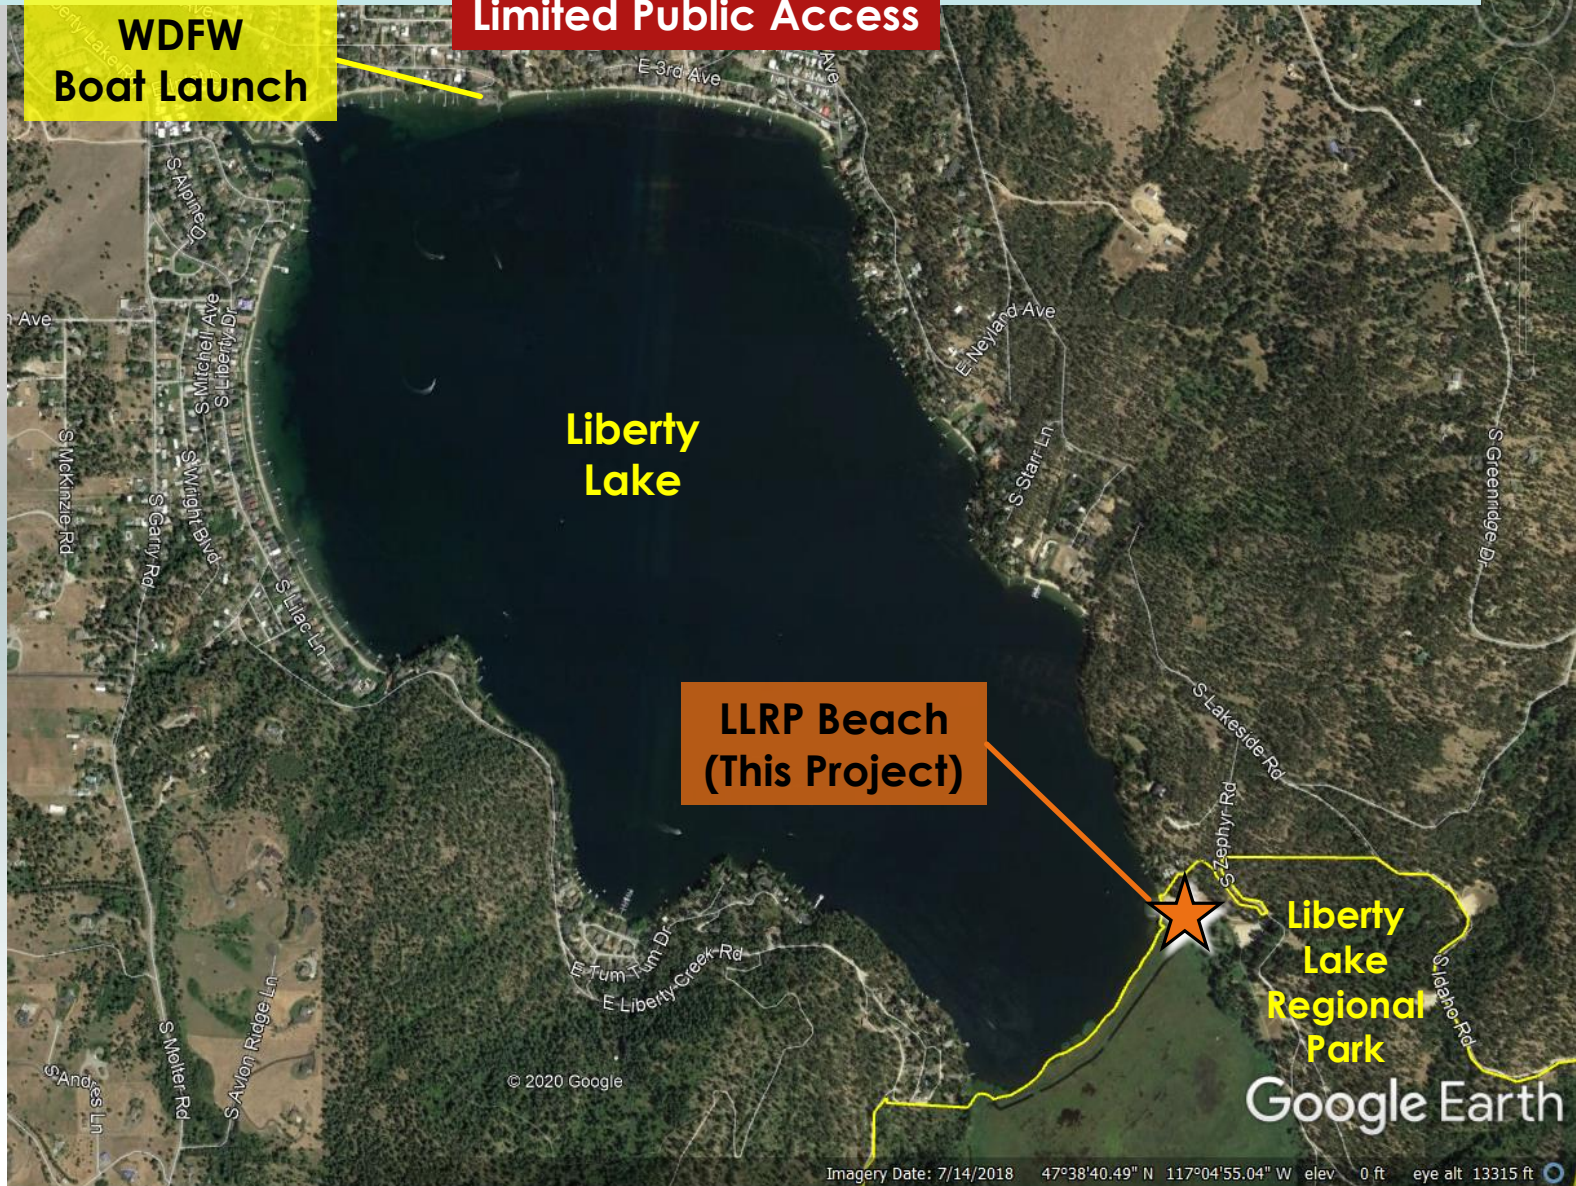 Limited Public Access
WDFW
Boat Launch
E 3rd Ave
Ave
S Alpine Dr
Ave
S Mitchell Ave
S Liberty Dr
E Neyland Ave
S McKinzie Rd
S Garry Rd
S Wright Blvd
S Starr Ln
S Greenridge Dr
Liberty
Lake
S Lilac Ln
S Lakeside Rd
LLRP Beach
(This Project)
S Zephyr Rd
Liberty
Lake
Regional
Park
S Idaho Rd
E Tum Tum Dr
E Liberty Creek Rd
S Molter Rd
S Avlon Ridge Ln
S Andres Ln
© 2020 Google
Google Earth
Imagery Date: 7/14/2018 47°38'40.49" N 117°04'55.04" W elev 0 ft eye alt 13315 ft